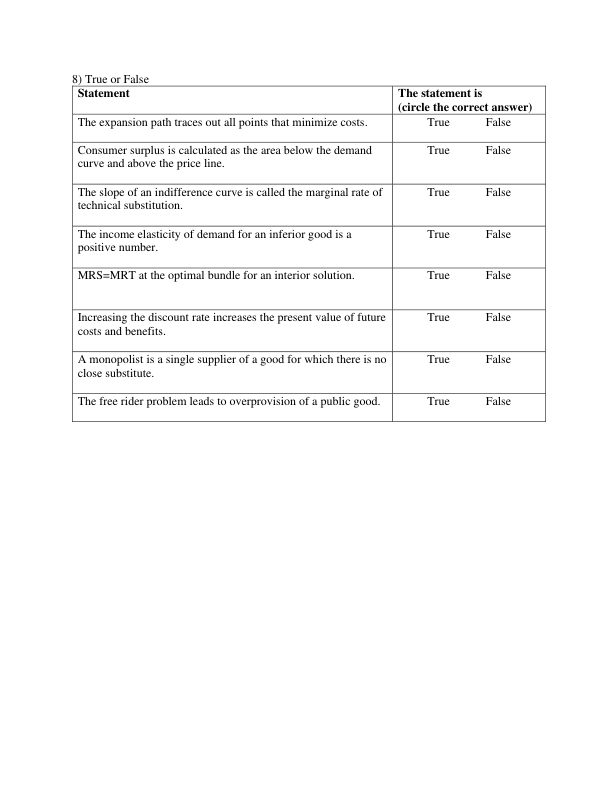 8) True or False
Statement
The statement is
(circle the correct answer)
The expansion path traces out all points that minimize costs.
True False
Consumer surplus is calculated as the area below the demand
curve and above the price line.
True False
The slope of an indifference curve is called the marginal rate of
technical substitution.
True False
The income elasticity of demand for an inferior good is a
positive number.
True False
MRS=MRT at the optimal bundle for an interior solution.
True False
Increasing the discount rate increases the present value of future
costs and benefits.
True False
A monopolist is a single supplier of a good for which there is no
close substitute.
True False
The free rider problem leads to overprovision of a public good.
True False